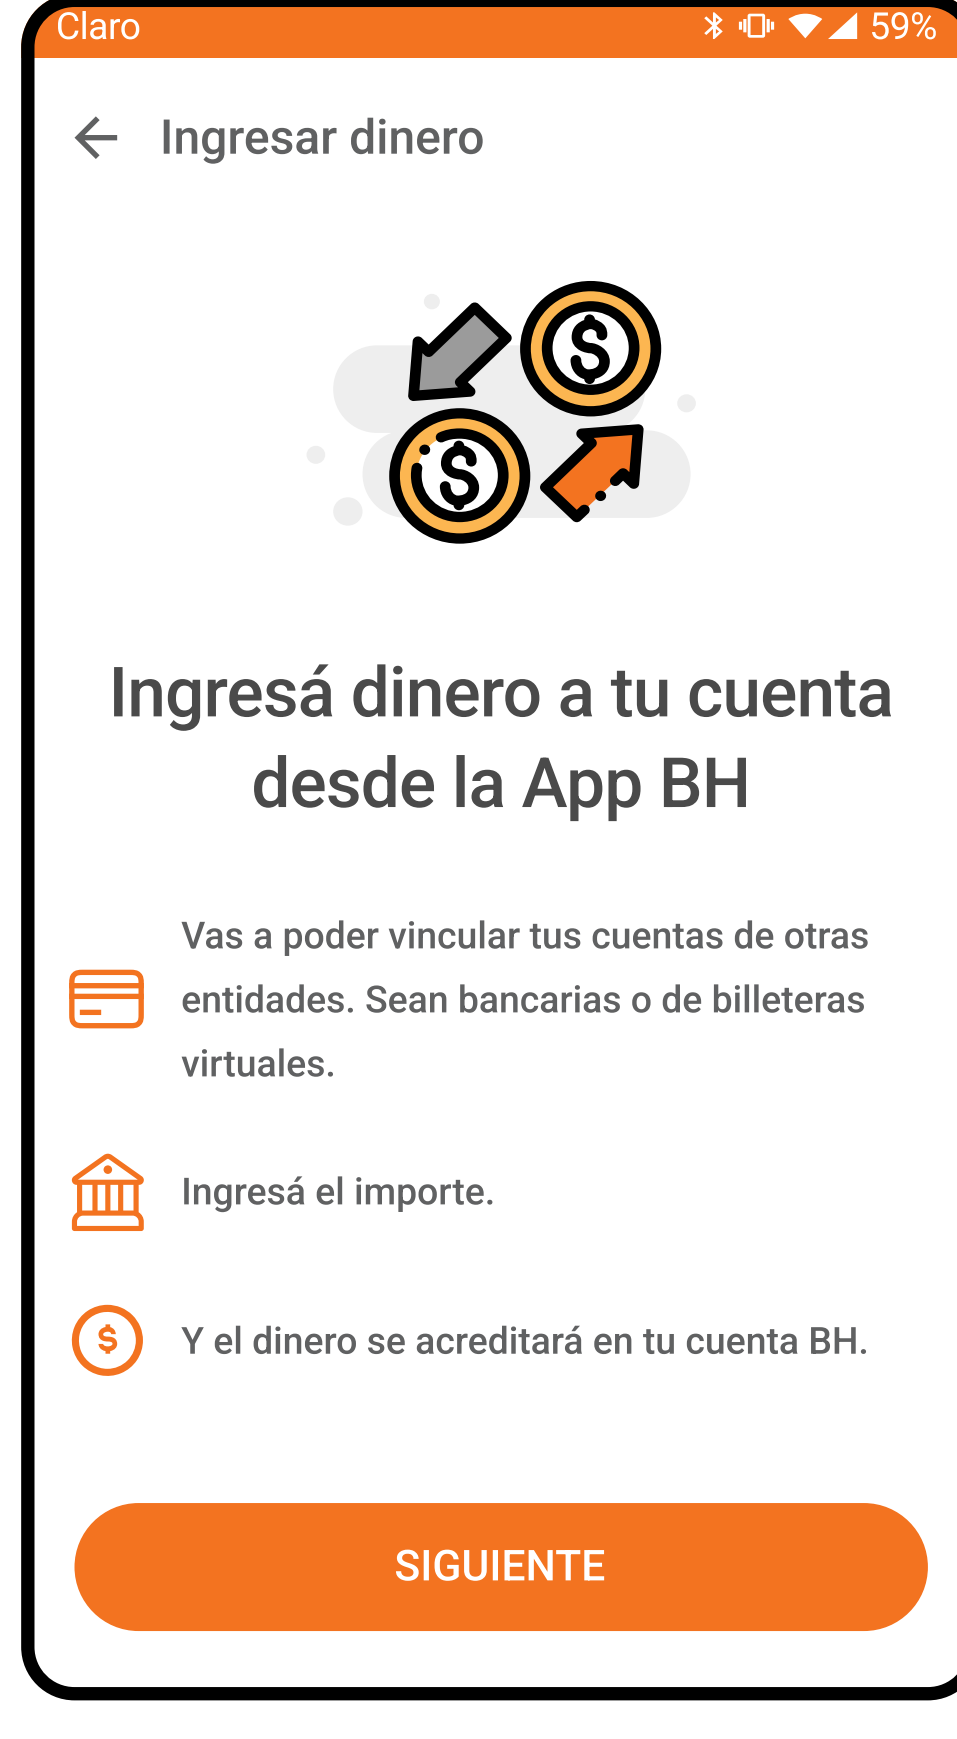 Claro
59%
Ingresar dinero
$
$
Ingresá dinero a tu cuenta
desde la App BH
Vas a poder vincular tus cuentas de otras
entidades. Sean bancarias o de billeteras
virtuales.
Ingresá el importe.
$
Y el dinero se acreditará en tu cuenta BH.
SIGUIENTE